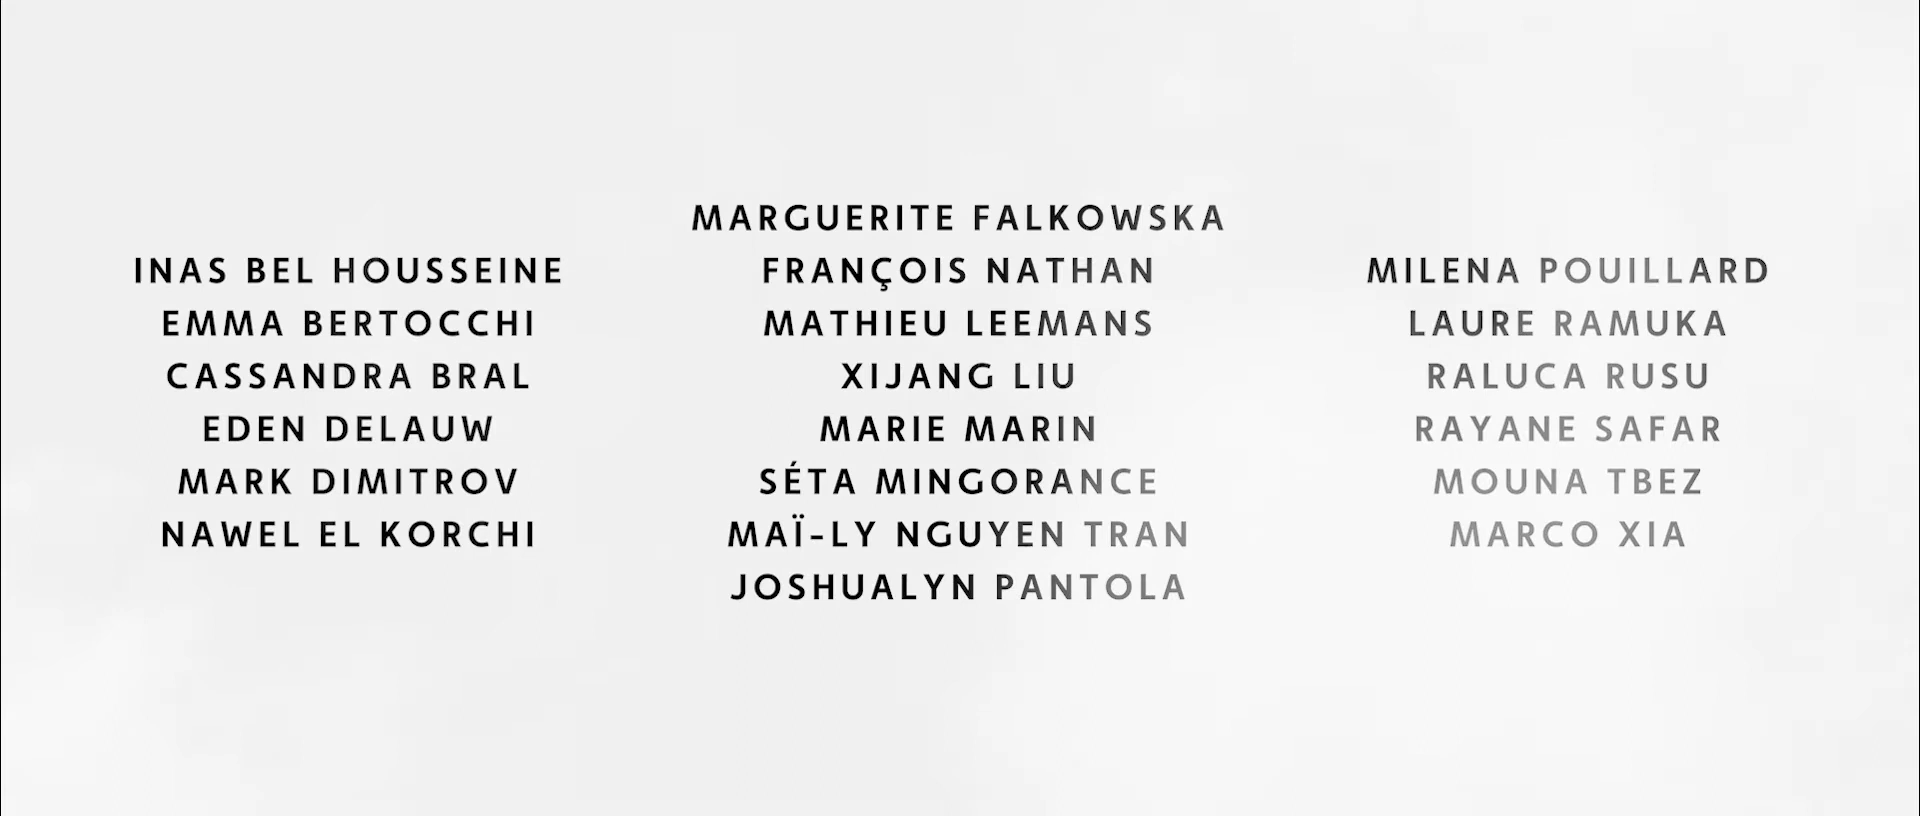 INAS BEL HOUSSEINE
EMMA BERTOCCHI
CASSANDRA BRAL
EDEN DELAUW
MARK DIMITROV
NAWEL EL KORCHI
MARGUERITE FALKOWSKA
FRANÇOIS NATHAN
MATHIEU LEEMANS
XIJANG LIU
MARIE MARIN
SÉTA MINGORANCE
MAÏ-LY NGUYEN TRAN
JOSHUALYN PANTOLA
MILENA POUILLARD
LAURE RAMUKA
RALUCA RUSU
RAYANE SAFAR
MOUNA TBEZ
MARCO XIA